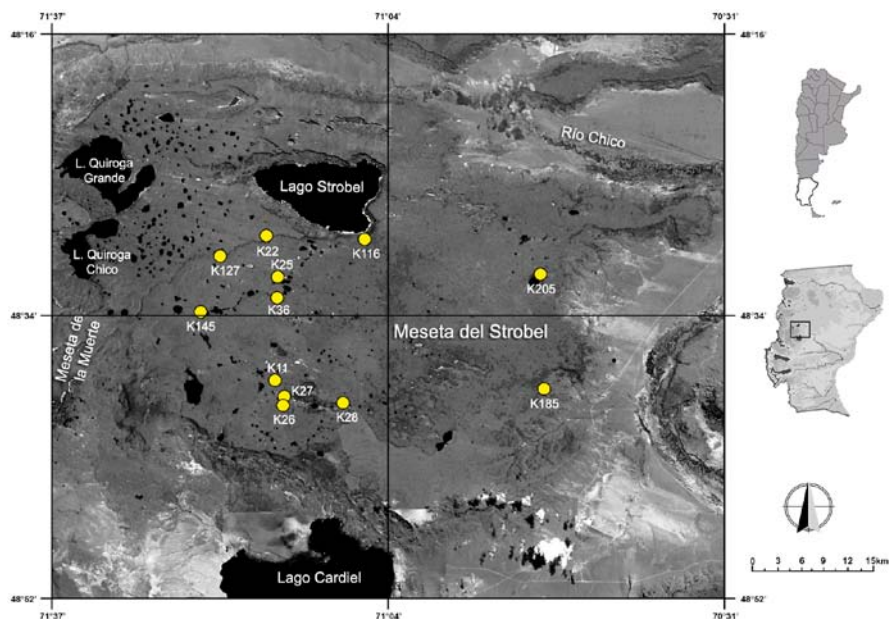 71°37
71°04
70°31
48°16
48°16
Río Chico
L. Quiroga
Grande
Lago Strobel
L. Quiroga
Chico
K22
K116
K127
K25
K205
K36
48°34
48°34
K145
Meseta del Strobel
Meseta de
la Muerte
K11
K27
K185
K26
K28
Lago Cardiel
0 3 6 9 12 15km
48°52
48°52
71°37
71°04
70°31